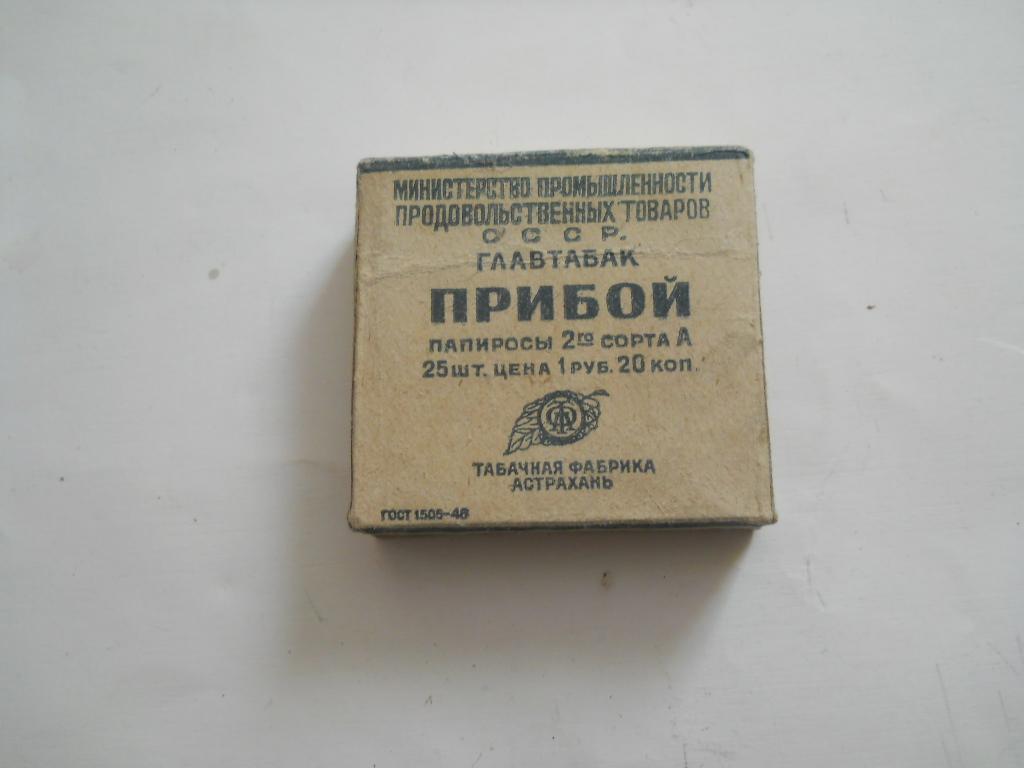 МИНИСТЕРСТВО ПРОМЫШЛЕННОСТИ
ПРОДОВОЛЬСТВЕННЫХ ТОВАРОВ
С С С Р.
ГЛАВТАБАК
ПРИБОЙ
ПАПИРОСЫ 2го СОРТА А
25 ШТ. ЦЕНА 1 РУБ. 20 КОП.
ТАБАЧНАЯ ФАБРИКА
АСТРАХАНЬ
ГОСТ 1505-46